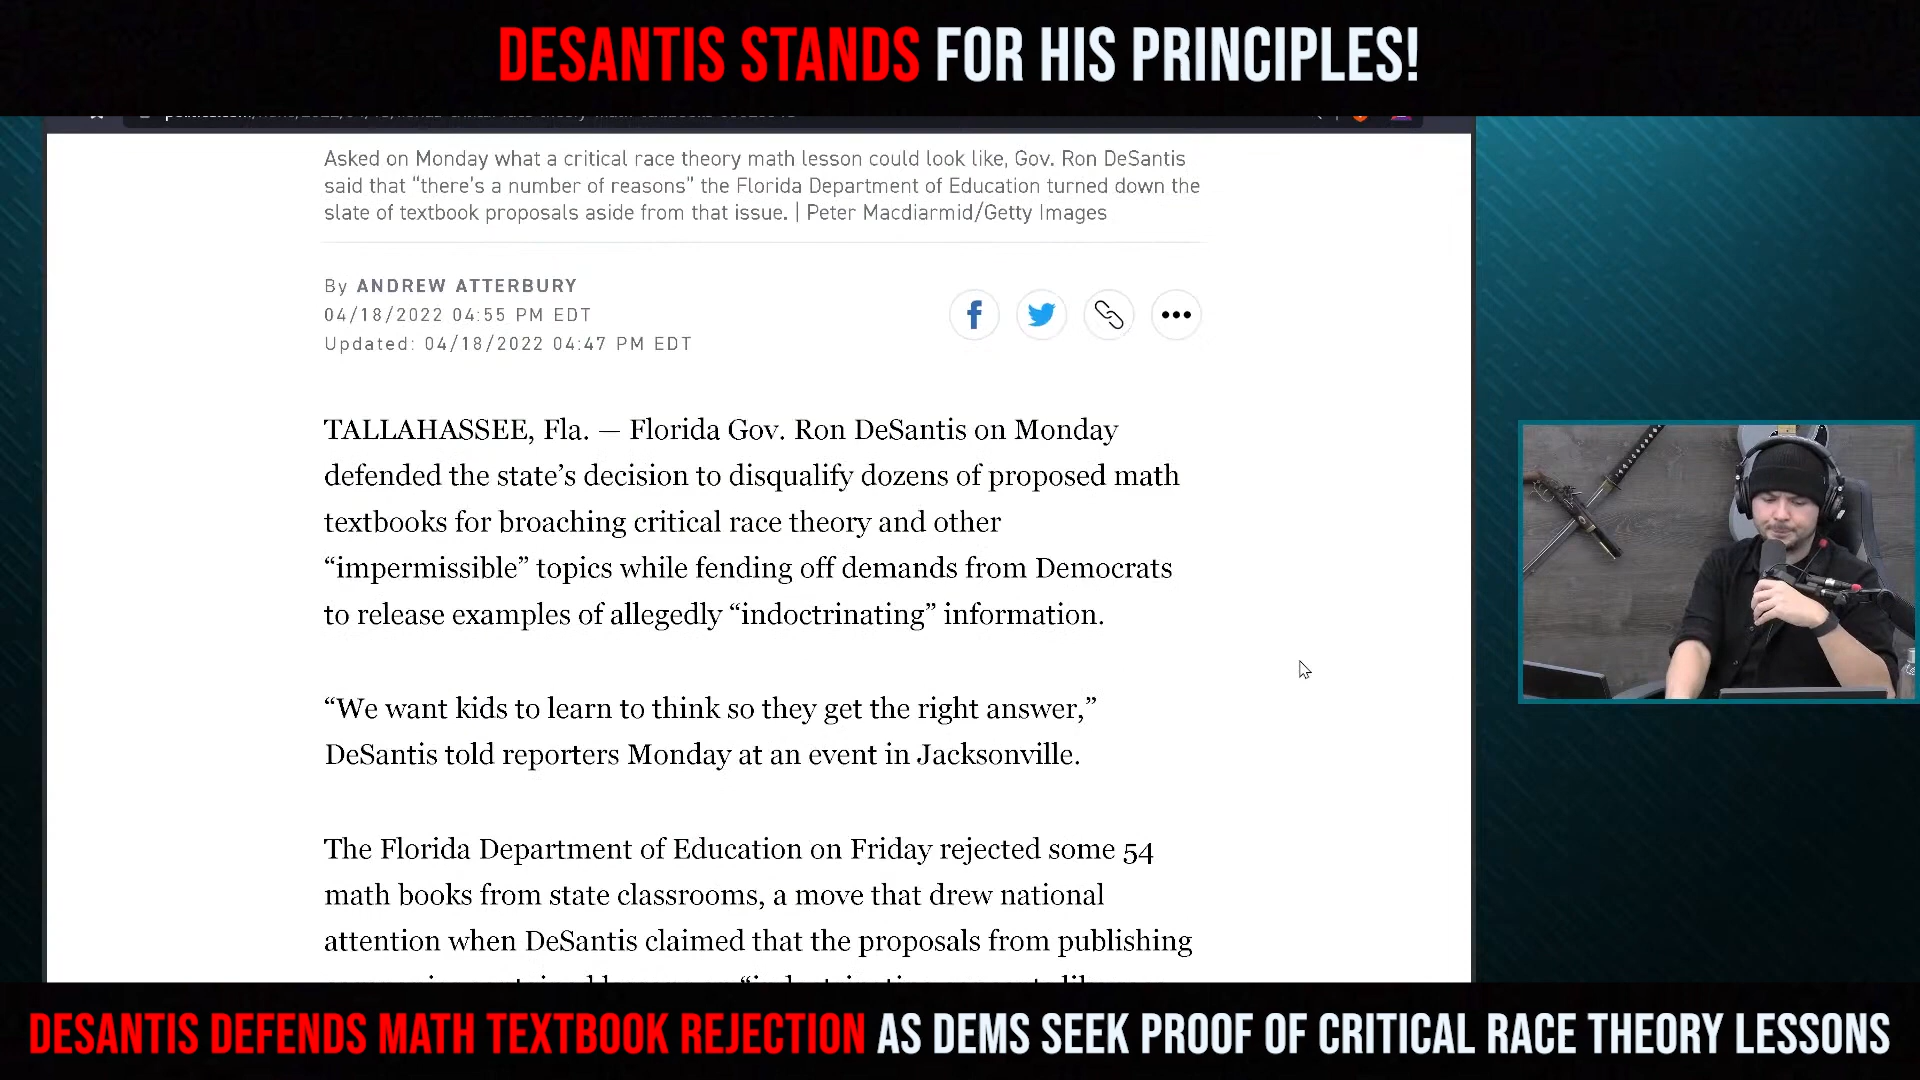 DESANTIS STANDS FOR HIS PRINCIPLES!
Asked on Monday what a critical race theory math lesson could look like, Gov. Ron DeSantis
said that “there’s a number of reasons” the Florida Department of Education turned down the
slate of textbook proposals aside from that issue. | Peter Macdiarmid/Getty Images
By ANDREW ATTERBURY
04/18/2022 04:55 PM EDT
Updated: 04/18/2022 04:47 PM EDT
TALLAHASSEE, Fla. — Florida Gov. Ron DeSantis on Monday
defended the state’s decision to disqualify dozens of proposed math
textbooks for broaching critical race theory and other
“impermissible” topics while fending off demands from Democrats
to release examples of allegedly “indoctrinating” information.
“We want kids to learn to think so they get the right answer,”
DeSantis told reporters Monday at an event in Jacksonville.
The Florida Department of Education on Friday rejected some 54
math books from state classrooms, a move that drew national
attention when DeSantis claimed that the proposals from publishing
DESANTIS DEFENDS MATH TEXTBOOK REJECTION AS DEMS SEEK PROOF OF CRITICAL RACE THEORY LESSONS